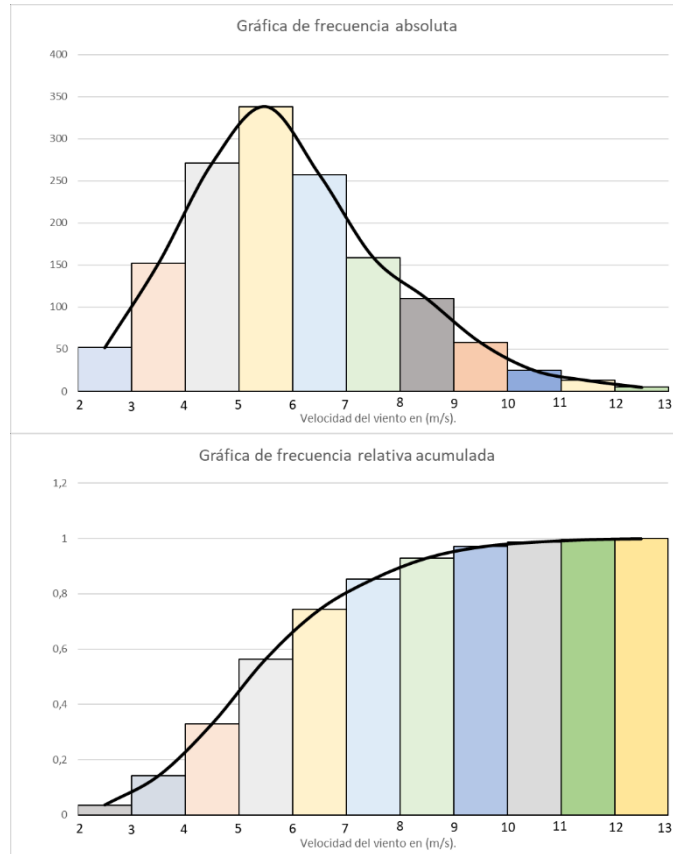 Gráfica de frecuencia absoluta
400
350
300
250
200
150
100
50
0
2 3 4 5 6 7 8 9 10 11 12 13
Velocidad del viento en (m/s).
Gráfica de frecuencia relativa acumulada
1,2
1
0,8
0,6
0,4
0,2
0
2 3 4 5 6 7 8 9 10 11 12 13
Velocidad del viento en (m/s).